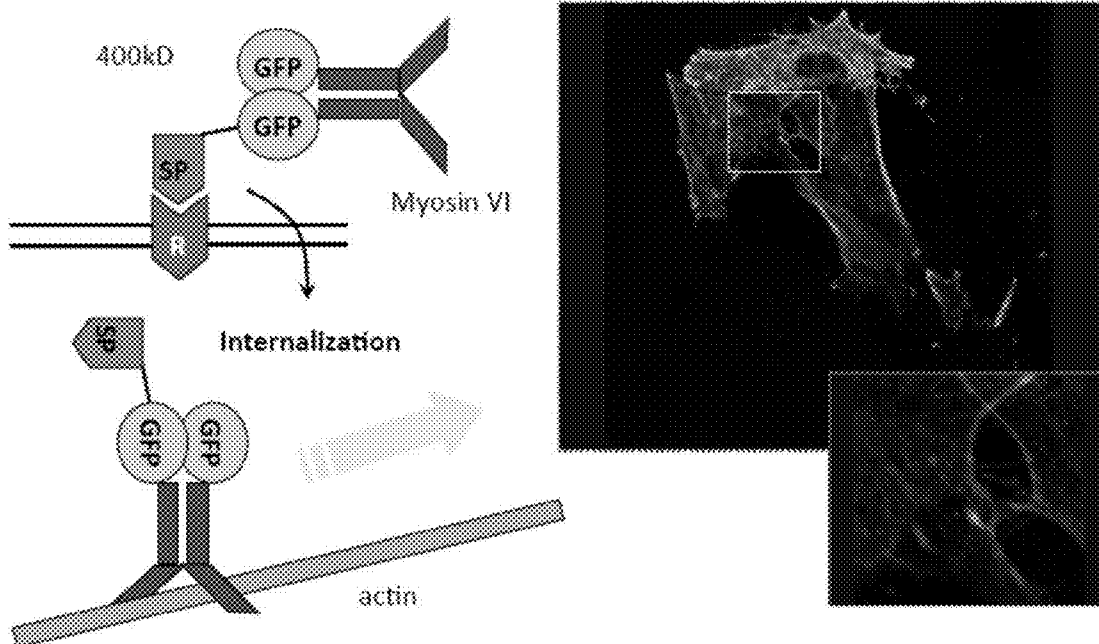 400kD
GFP
GFP
SP
R
Myosin VI
Internalization
SP
GFP
GFP
actin